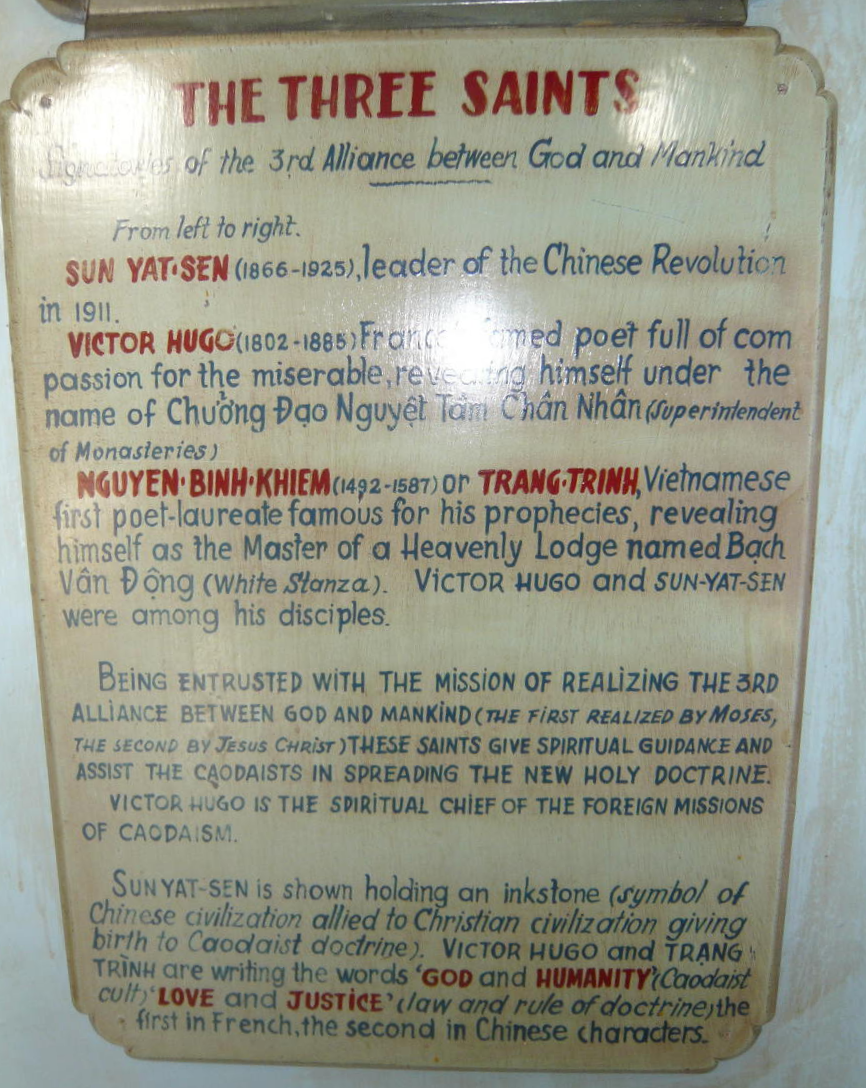 THE THREE SAINTS
Signatories of the 3rd Alliance between God and Mankind
From left to right.
SUN YAT-SEN (1866-1925), leader of the Chinese Revolution
in 1911.
VICTOR HUGO (1802-1885) poet full of com
passion for the miserable, revealing himself under the
name of Chưởng Đạo Nguyệt Tâm Chân Nhân (Superintendent
of Monasteries)
NGUYEN-BINH-KHIEM (1492-1587) or TRANG-TRINH, Vietnamese
first poet-laureate famous for his prophecies, revealing
himself as the Master of a Heavenly Lodge named Bạch
Vân Động (White Stanza). VICTOR HUGO and SUN-YAT-SEN
were among his disciples.
BEING ENTRUSTED WITH THE MISSION OF REALIZING THE 3RD
ALLIANCE BETWEEN GOD AND MANKIND (THE FIRST REALIZED BY MOSES,
THE SECOND BY JESUS CHRIST) THESE SAINTS GIVE SPIRITUAL GUIDANCE AND
ASSIST THE CAODAISTS IN SPREADING THE NEW HOLY DOCTRINE.
VICTOR HUGO IS THE SPIRITUAL CHIEF OF THE FOREIGN MISSIONS
OF CAODAISM.
SUN YAT-SEN is shown holding an inkstone (symbol of
Chinese civilization allied to Christian civilization giving
birth to Caodaist doctrine). VICTOR HUGO and TRẠNG
TRÌNH are writing the words 'GOD and HUMANITY' (Caodaist
cult) 'LOVE and JUSTICE' (law and rule of doctrine) the
first in French, the second in Chinese characters.